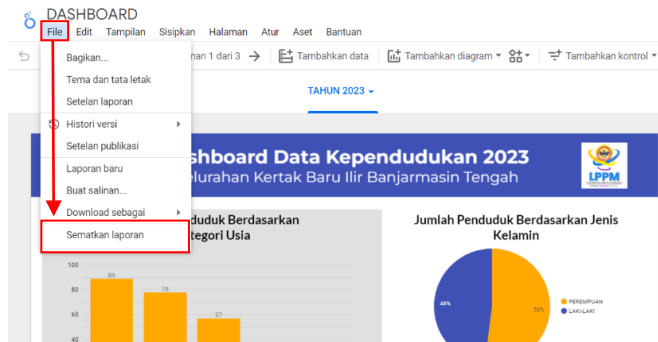 DASHBOARD
File Edit Tampilan Sisipkan Halaman Atur Aset Bantuan
man 1 dari 3 Tambahkan data Tambahkan diagram Tambahkan kontrol
Bagikan...
Tema dan tata letak
Setelan laporan
Histori versi
Setelan publikasi
Laporan baru
Buat salinan...
Download sebagai
Sematkan laporan
TAHUN 2023
shboard Data Kependudukan 2023
elurahan Kertak Baru Ilir Banjarmasin Tengah
LPPM
duduk Berdasarkan
tegori Usia
100
80
60
40
89
78
57
Jumlah Penduduk Berdasarkan Jenis
Kelamin
48%
52%
PEREMPUAN
LAKI-LAKI